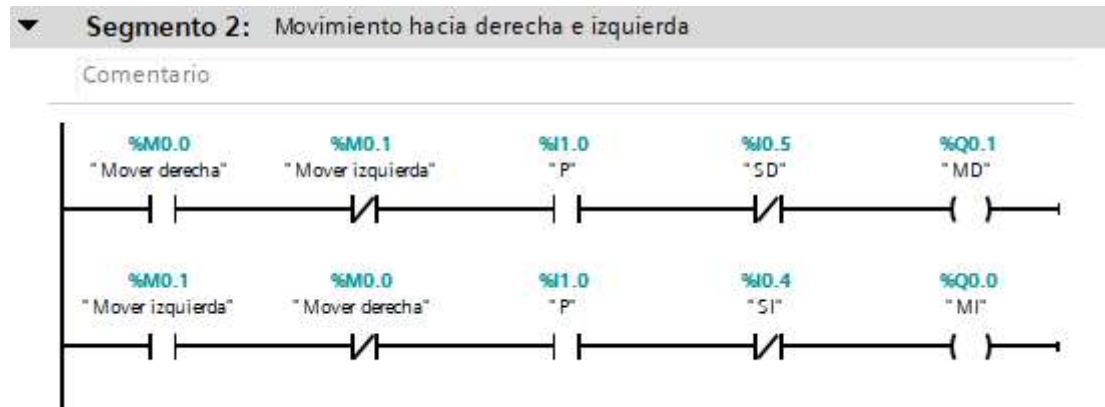 Segmento 2: Movimiento hacia derecha e izquierda
Comentario
%M0.0 %M0.1 %I1.0 %I0.5 %Q0.1
"Mover derecha" "Mover izquierda" "P" "SD" "MD"
%M0.1 %M0.0 %I1.0 %I0.4 %Q0.0
"Mover izquierda" "Mover derecha" "P" "SI" "MI"